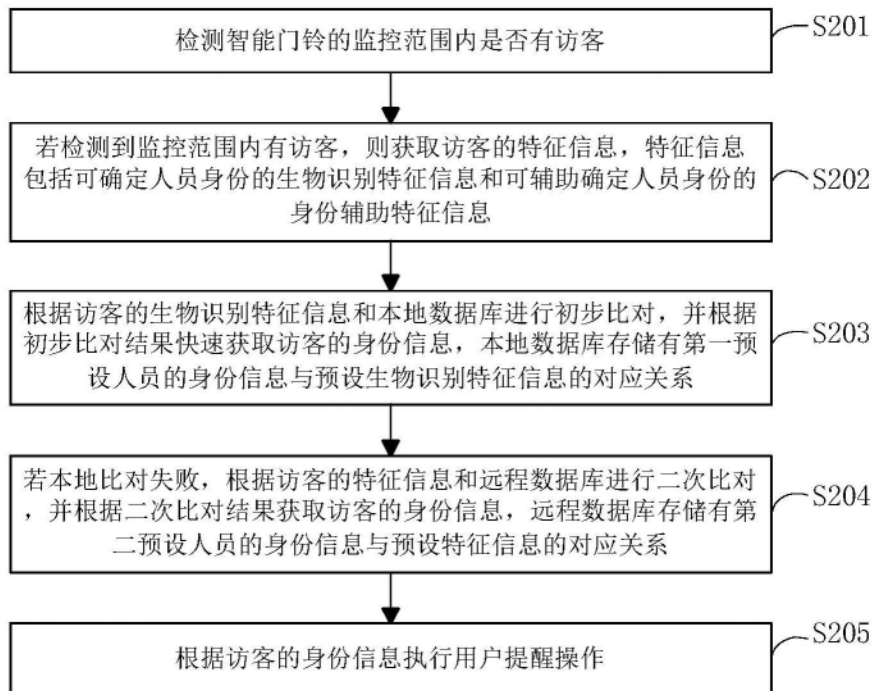 检测智能门铃的监控范围内是否有访客
S201
若检测到监控范围内有访客，则获取访客的特征信息，特征信息
包括可确定人员身份的生物识别特征信息和可辅助确定人员身份的
身份辅助特征信息
S202
根据访客的生物识别特征信息和本地数据库进行初步比对，并根据
初步比对结果快速获取访客的身份信息，本地数据库存储有第一预
设人员的身份信息与预设生物识别特征信息的对应关系
S203
若本地比对失败，根据访客的特征信息和远程数据库进行二次比对
，并根据二次比对结果获取访客的身份信息，远程数据库存储有第
二预设人员的身份信息与预设特征信息的对应关系
S204
根据访客的身份信息执行用户提醒操作
S205